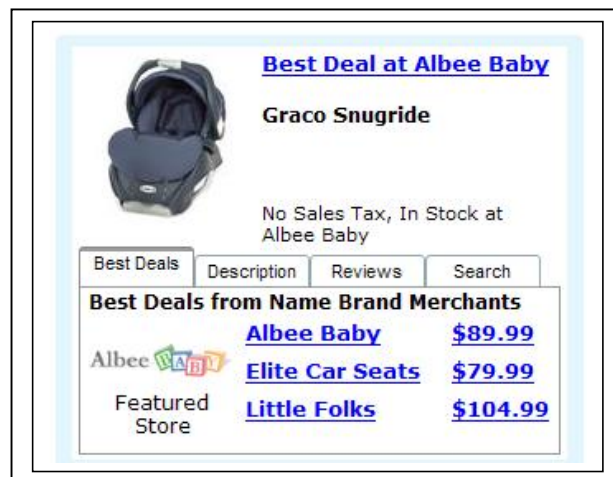 Best Deal at Albee Baby
Graco Snugride
No Sales Tax, In Stock at
Albee Baby
Best Deals
Description
Reviews
Search
Best Deals from Name Brand Merchants
Albee BABY
Featured
Store
Albee Baby $89.99
Elite Car Seats $79.99
Little Folks $104.99